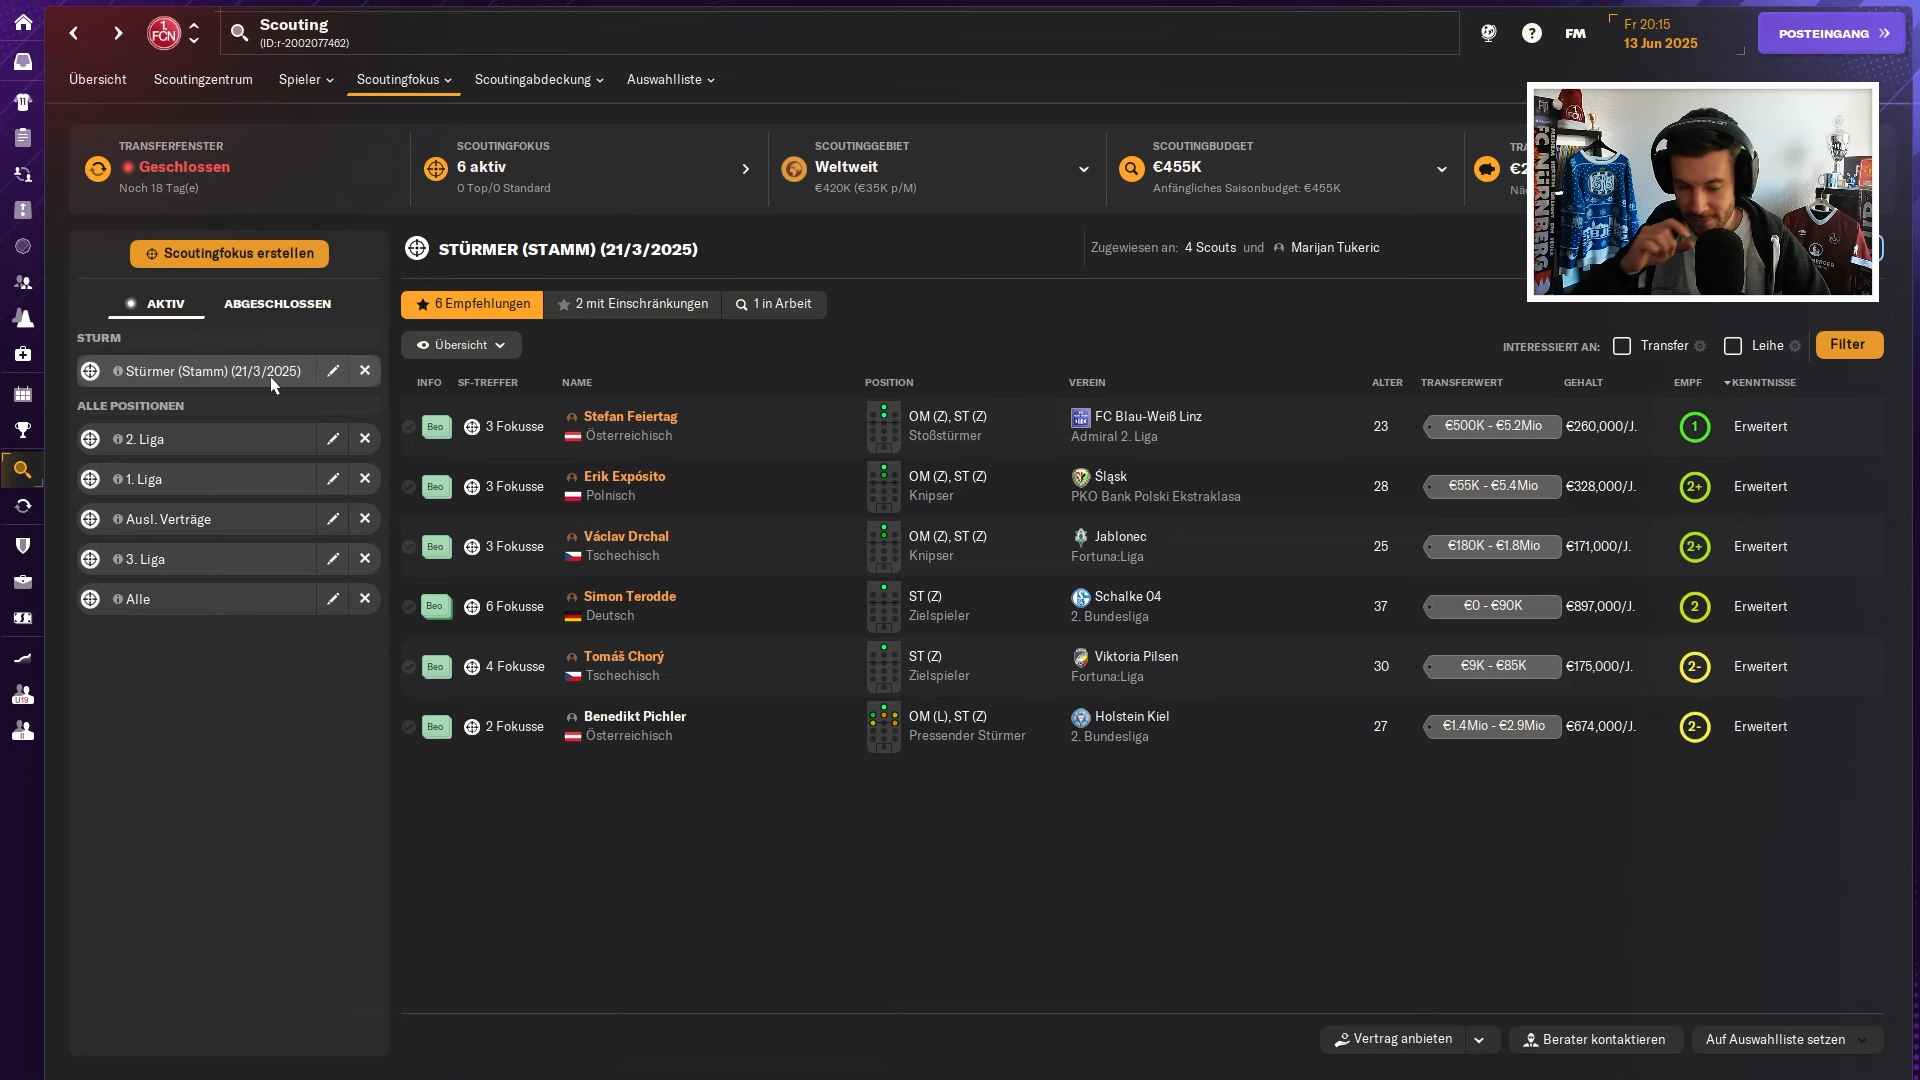 Scouting
(ID:r-2002077462)
FM
Fr 20:15
13 Jun 2025
POSTEINGANG
Übersicht
Scoutingzentrum
Spieler
Scoutingfokus
Scoutingabdeckung
Auswahlliste
TRANSFERFENSTER
Geschlossen
Noch 18 Tag(e)
SCOUTINGFOKUS
6 aktiv
0 Top/0 Standard
SCOUTINGGEBIET
Weltweit
€420K (€35K p/M)
SCOUTINGBUDGET
€455K
Anfängliches Saisonbudget: €455K
Scoutingfokus erstellen
AKTIV
ABGESCHLOSSEN
STURM
Stürmer (Stamm) (21/3/2025)
ALLE POSITIONEN
2. Liga
1. Liga
Ausl. Verträge
3. Liga
Alle
STÜRMER (STAMM) (21/3/2025)
Zugewiesen an: 4 Scouts und Marijan Tukeric
6 Empfehlungen
2 mit Einschränkungen
1 in Arbeit
Übersicht
INTERESSIERT AN: Transfer Leihe Filter
INFO SF-TREFFER NAME POSITION VEREIN ALTER TRANSFERWERT GEHALT EMPF KENNTNISSE
Beo 3 Fokusse Stefan Feiertag OM (Z), ST (Z) FC Blau-Weiß Linz 23 €500K - €5.2Mio €260,000/J. 1 Erweitert
Österreichisch Stoßstürmer Admiral 2. Liga
Beo 3 Fokusse Erik Expósito OM (Z), ST (Z) Śląsk 28 €55K - €5.4Mio €328,000/J. 2+ Erweitert
Polnisch Knipser PKO Bank Polski Ekstraklasa
Beo 3 Fokusse Václav Drchal OM (Z), ST (Z) Jablonec 25 €180K - €1.8Mio €171,000/J. 2+ Erweitert
Tschechisch Knipser Fortuna:Liga
Beo 6 Fokusse Simon Terodde ST (Z) Schalke 04 37 €0 - €90K €897,000/J. 2 Erweitert
Deutsch Zielspieler 2. Bundesliga
Beo 4 Fokusse Tomáš Chorý ST (Z) Viktoria Pilsen 30 €9K - €85K €175,000/J. 2- Erweitert
Tschechisch Zielspieler Fortuna:Liga
Beo 2 Fokusse Benedikt Pichler OM (L), ST (Z) Holstein Kiel 27 €1.4Mio - €2.9Mio €674,000/J. 2- Erweitert
Österreichisch Pressender Stürmer 2. Bundesliga
Vertrag anbieten
Berater kontaktieren
Auf Auswahlliste setzen